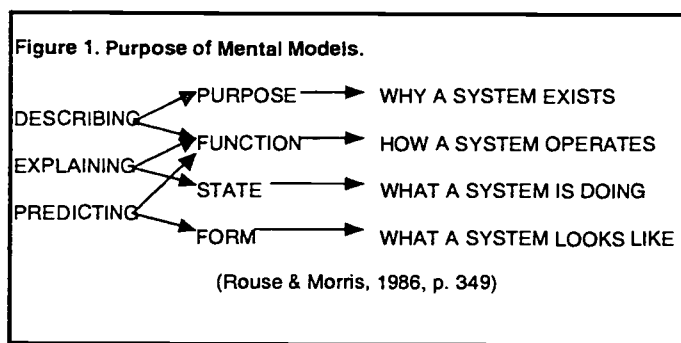 Figure 1. Purpose of Mental Models.
PURPOSE WHY A SYSTEM EXISTS
DESCRIBING
FUNCTION HOW A SYSTEM OPERATES
EXPLAINING
STATE WHAT A SYSTEM IS DOING
PREDICTING
FORM WHAT A SYSTEM LOOKS LIKE
(Rouse & Morris, 1986, p. 349)